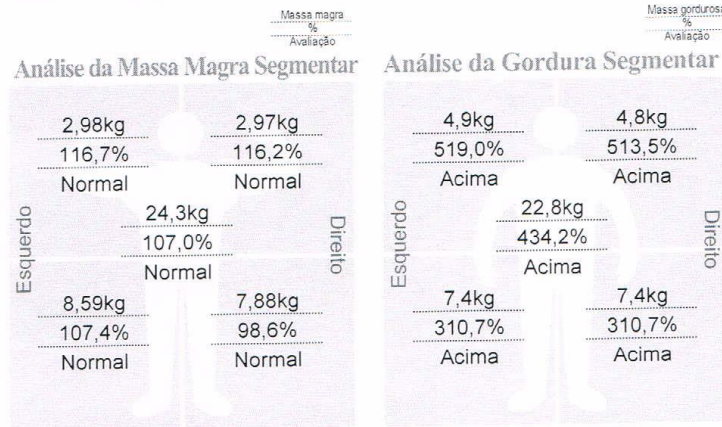 Massa magra
%
Avaliação
Análise da Massa Magra Segmentar
2,98kg 2,97kg
116,7% 116,2%
Normal Normal
24,3kg
107,0%
Normal
Esquerdo
Direito
8,59kg 7,88kg
107,4% 98,6%
Normal Normal
Massa gordurosa
%
Avaliação
Análise da Gordura Segmentar
4,9kg 4,8kg
519,0% 513,5%
Acima Acima
22,8kg
434,2%
Acima
Esquerdo
Direito
7,4kg 7,4kg
310,7% 310,7%
Acima Acima